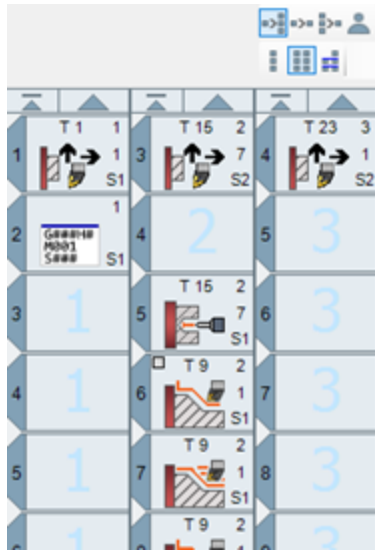 T 1 1
1 1
S1
T 15 2
3 7
S2
T 23 3
4 1
S2
1
2 G###H#
M001
S### S1
4 2
5 3
3 1
T 15 2
5 7
S1
6 3
4 1
T 9 2
6 1
S1
7 3
5 1
T 9 2
7 1
S1
8 3
T 9 2